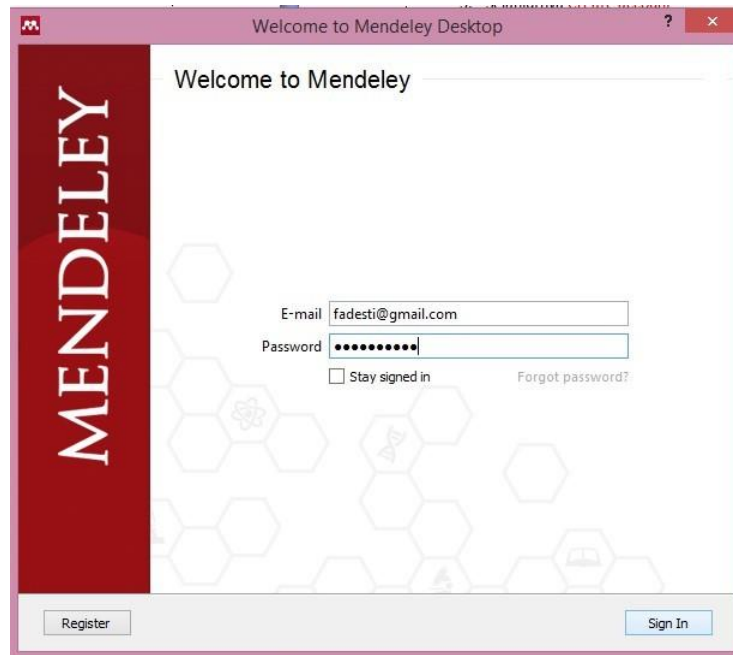 Welcome to Mendeley Desktop
? ×
MENDELEY
Welcome to Mendeley
E-mail fadesti@gmail.com
Password ●●●●●●●●●●
Stay signed in Forgot password?
Register Sign In